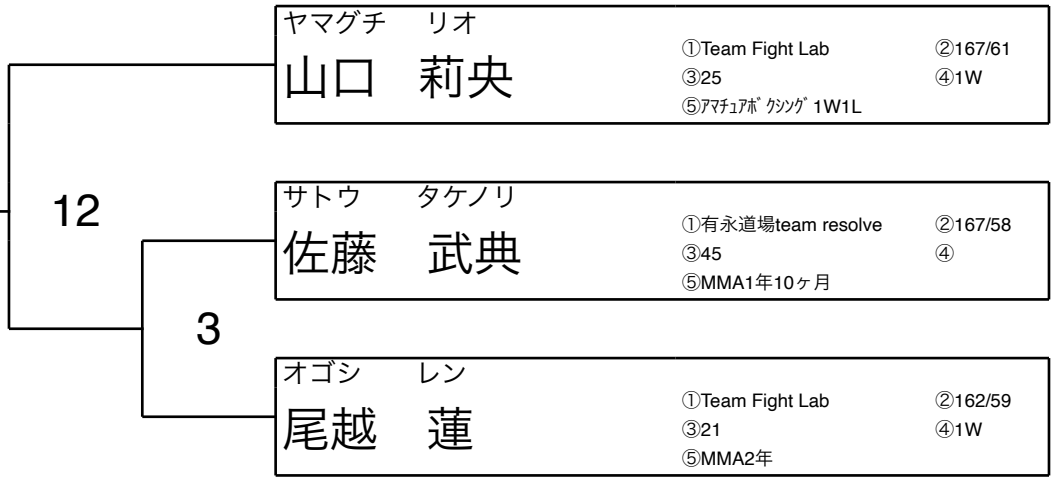 ヤマグチ リオ
山口 莉央
①Team Fight Lab ②167/61
③25 ④1W
⑤ｱﾏﾁｭｱﾎﾞｸｼﾝｸﾞ1W1L
12
サトウ タケノリ
佐藤 武典
①有永道場team resolve ②167/58
③45 ④
⑤MMA1年10ヶ月
3
オゴシ レン
尾越 蓮
①Team Fight Lab ②162/59
③21 ④1W
⑤MMA2年